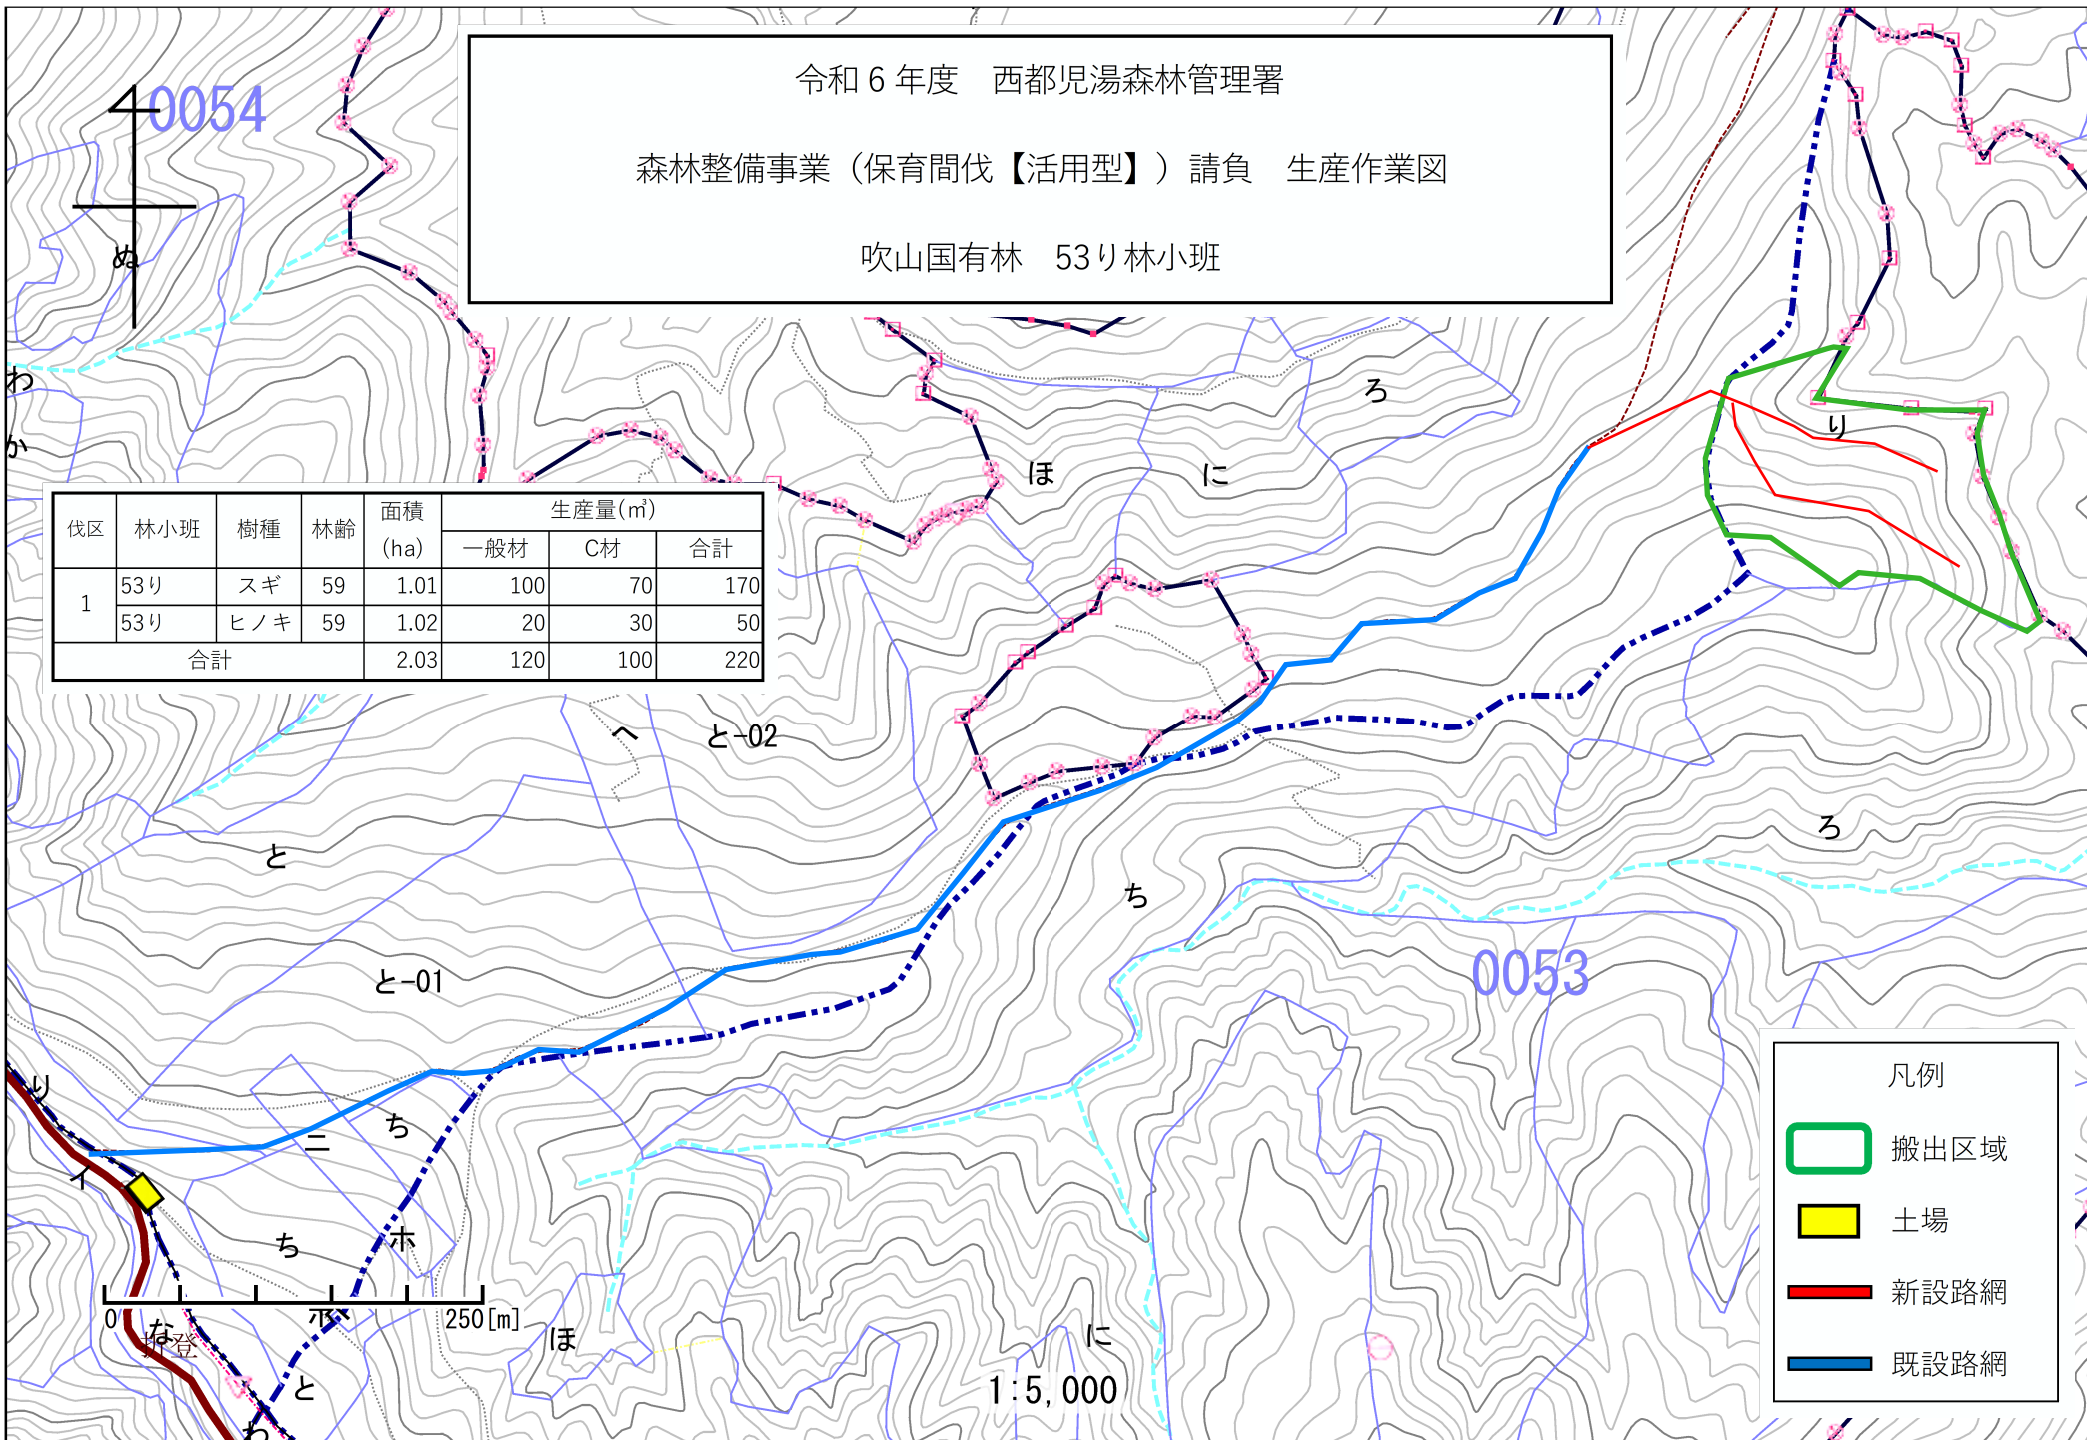 令和6年度　西都児湯森林管理署
森林整備事業（保育間伐【活用型】）請負　生産作業図
吹山国有林　53り林小班
0054
ぬ
わ
か
ろ
り
ほ
に
伐区 林小班 樹種 林齢 面積(ha) 生産量(㎥)
一般材 C材 合計
1 53り スギ 59 1.01 100 70 170
53り ヒノキ 59 1.02 20 30 50
合計 2.03 120 100 220
へ
と-02
と
ろ
ち
と-01
0053
り
ニ
ち
イ
ち
ホ
0
250[m]
な
折登
ほ
に
と
わ
1:5,000
凡例
搬出区域
土場
新設路網
既設路網